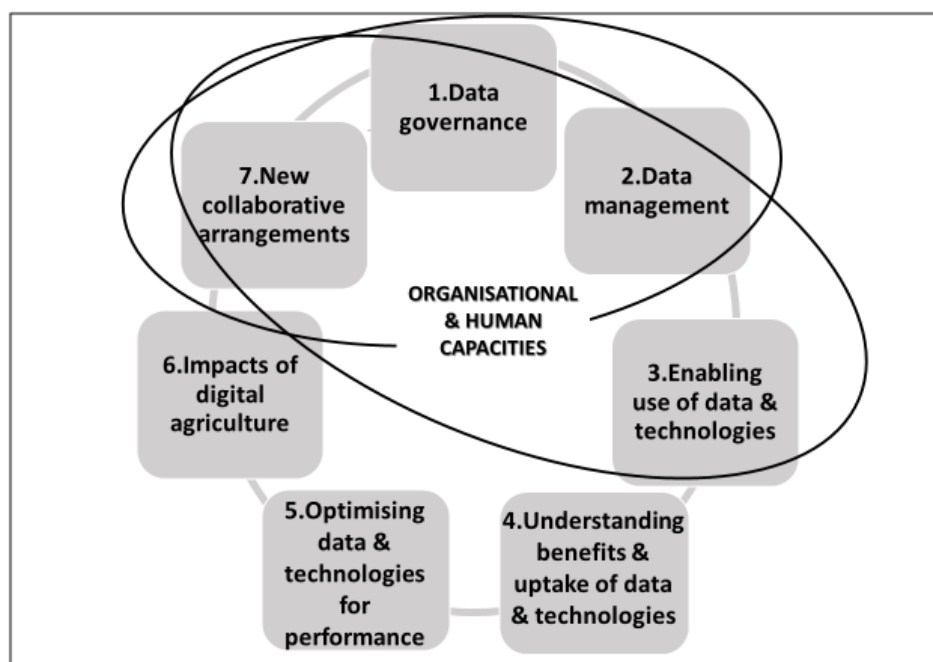 1.Data
governance
2.Data
management
3.Enabling
use of data &
technologies
4.Understanding
benefits &
uptake of data
& technologies
5.Optimising
data &
technologies
for
performance
6.Impacts of
digital
agriculture
7.New
collaborative
arrangements
ORGANISATIONAL
& HUMAN
CAPACITIES